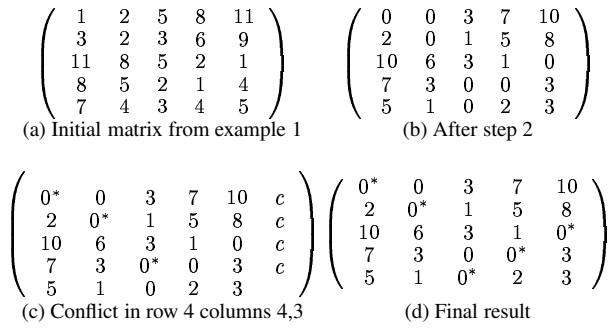 1 2 5 8 11
3 2 3 6 9
11 8 5 2 1
8 5 2 1 4
7 4 3 4 5
(a) Initial matrix from example 1
0 0 3 7 10
2 0 1 5 8
10 6 3 1 0
7 3 0 0 3
5 1 0 2 3
(b) After step 2
0* 0 3 7 10 c
2 0* 1 5 8 c
10 6 3 1 0 c
7 3 0* 0 3 c
5 1 0 2 3
(c) Conflict in row 4 columns 4,3
0* 0 3 7 10
2 0* 1 5 8
10 6 3 1 0*
7 3 0 0* 3
5 1 0* 2 3
(d) Final result